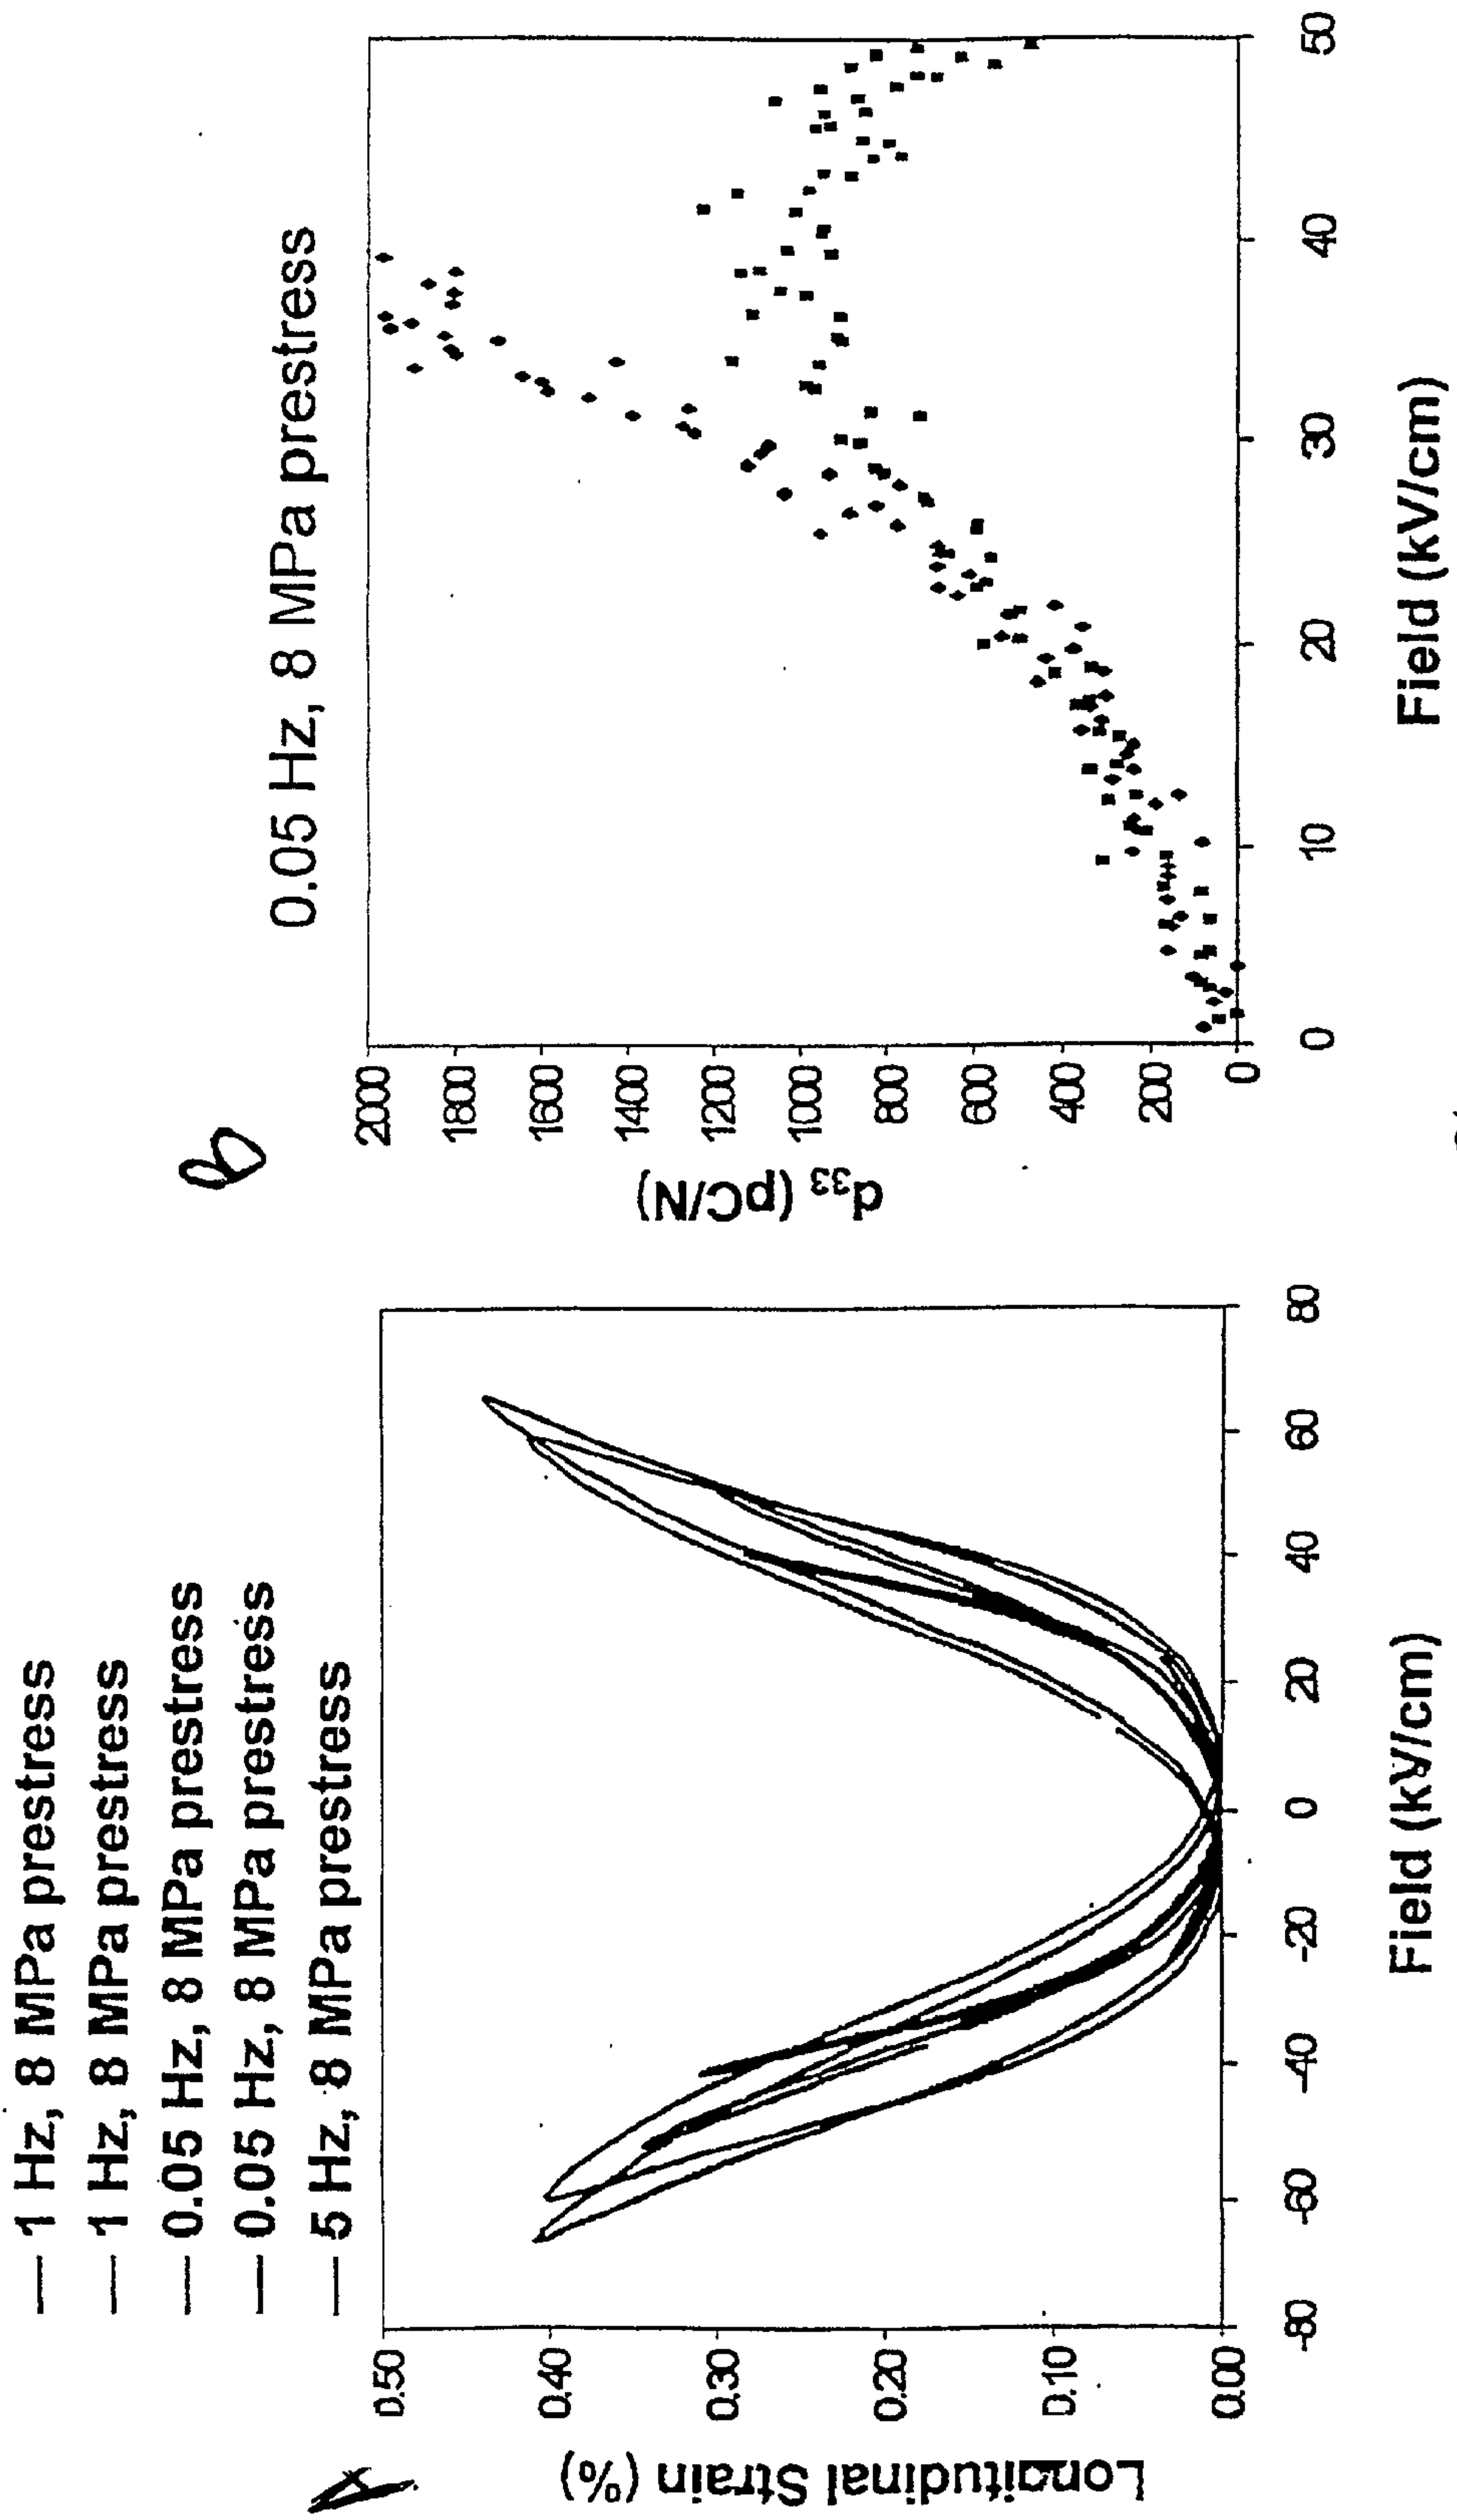 1 Hz, 8 MPa prestress
1 Hz, 8 MPa prestress
0.05 Hz, 8 MPa prestress
0.05 Hz, 8 MPa prestress
5 Hz, 8 MPa prestress
A
Longitudinal Strain (%)
0.50
0.40
0.30
0.20
0.10
0.00
-80
-60
-40
-20
0
20
40
60
80
Field (kV/cm)
B
0.05 Hz, 8 MPa prestress
d33 (pC/N)
2000
1800
1600
1400
1200
1000
800
600
400
200
0
0
10
20
30
40
50
Field (kV/cm)